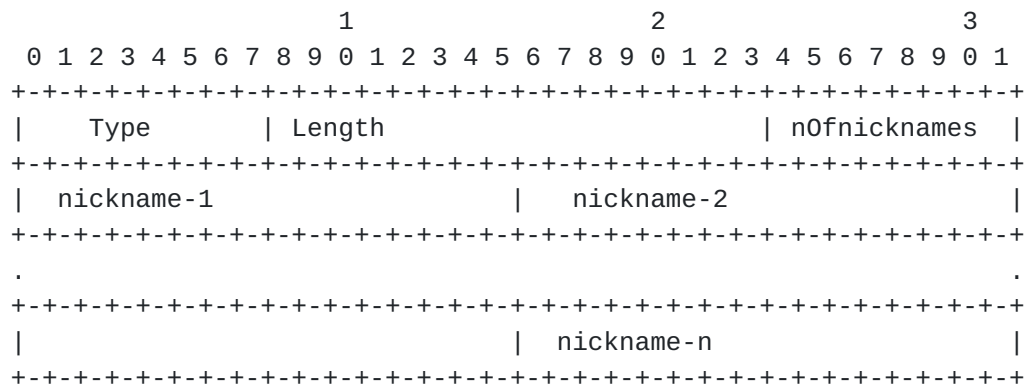 1                   2                   3
 0 1 2 3 4 5 6 7 8 9 0 1 2 3 4 5 6 7 8 9 0 1 2 3 4 5 6 7 8 9 0 1
+-+-+-+-+-+-+-+-+-+-+-+-+-+-+-+-+-+-+-+-+-+-+-+-+-+-+-+-+-+-+-+-+
|    Type       | Length                        | nOfnicknames  |
+-+-+-+-+-+-+-+-+-+-+-+-+-+-+-+-+-+-+-+-+-+-+-+-+-+-+-+-+-+-+-+-+
|  nickname-1                   |   nickname-2                  |
+-+-+-+-+-+-+-+-+-+-+-+-+-+-+-+-+-+-+-+-+-+-+-+-+-+-+-+-+-+-+-+-+
.                                                               .
+-+-+-+-+-+-+-+-+-+-+-+-+-+-+-+-+-+-+-+-+-+-+-+-+-+-+-+-+-+-+-+-+
|                               |  nickname-n                   |
+-+-+-+-+-+-+-+-+-+-+-+-+-+-+-+-+-+-+-+-+-+-+-+-+-+-+-+-+-+-+-+-+